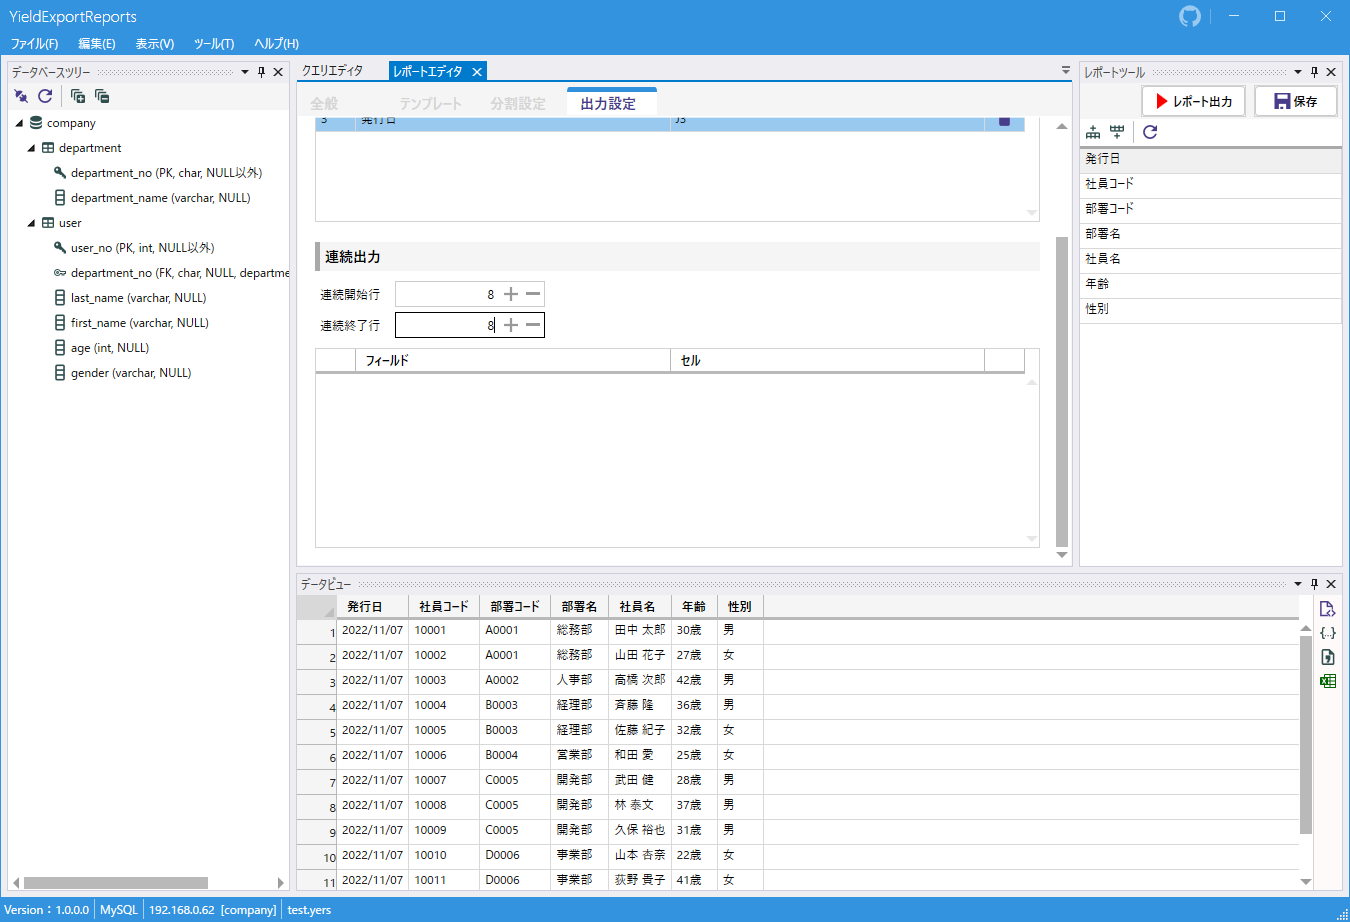 YieldExportReports
ファイル(F) 編集(E) 表示(V) ツール(T) ヘルプ(H)
データベースツリー
company
department
department_no (PK, char, NULL以外)
department_name (varchar, NULL)
user
user_no (PK, int, NULL以外)
department_no (FK, char, NULL, departme
last_name (varchar, NULL)
first_name (varchar, NULL)
age (int, NULL)
gender (varchar, NULL)
クエリエディタ レポートエディタ
全般 テンプレート 分割設定 出力設定
3 発行日 J3
連続出力
連続開始行 8
連続終了行 8
フィールド セル
レポートツール
レポート出力 保存
発行日
社員コード
部署コード
部署名
社員名
年齢
性別
データビュー
発行日 社員コード 部署コード 部署名 社員名 年齢 性別
1 2022/11/07 10001 A0001 総務部 田中 太郎 30歳 男
2 2022/11/07 10002 A0001 総務部 山田 花子 27歳 女
3 2022/11/07 10003 A0002 人事部 高橋 次郎 42歳 男
4 2022/11/07 10004 B0003 経理部 斉藤 隆 36歳 男
5 2022/11/07 10005 B0003 経理部 佐藤 紀子 32歳 女
6 2022/11/07 10006 B0004 営業部 和田 愛 25歳 女
7 2022/11/07 10007 C0005 開発部 武田 健 28歳 男
8 2022/11/07 10008 C0005 開発部 林 泰文 37歳 男
9 2022/11/07 10009 C0005 開発部 久保 裕也 31歳 男
10 2022/11/07 10010 D0006 事業部 山本 杏奈 22歳 女
11 2022/11/07 10011 D0006 事業部 荻野 貴子 41歳 女
Version：1.0.0.0 MySQL 192.168.0.62 [company] test.yers